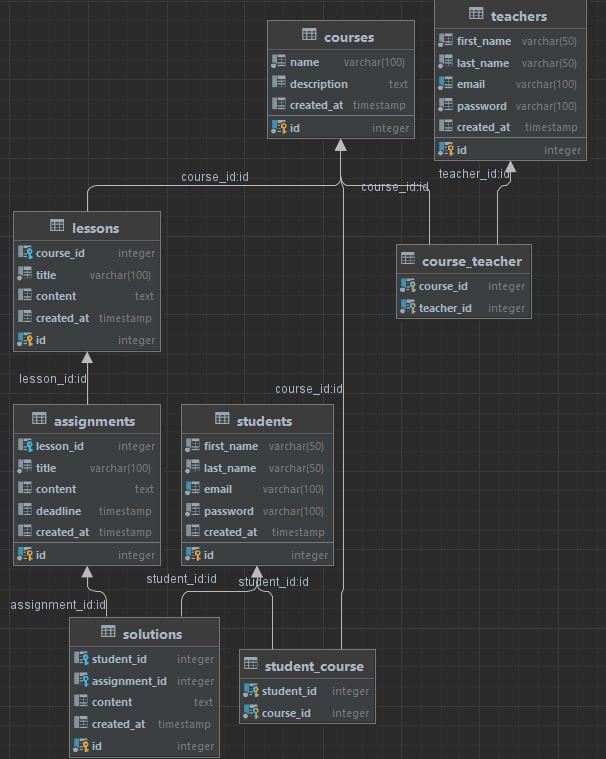 teachers
first_name varchar(50)
last_name varchar(50)
email varchar(100)
password varchar(100)
created_at timestamp
id integer
courses
name varchar(100)
description text
created_at timestamp
id integer
course_id:id
course_id:id
teacher_id:id
lessons
course_id integer
title varchar(100)
content text
created_at timestamp
id integer
course_teacher
course_id integer
teacher_id integer
lesson_id:id
course_id:id
assignments
lesson_id integer
title varchar(100)
content text
deadline timestamp
created_at timestamp
id integer
students
first_name varchar(50)
last_name varchar(50)
email varchar(100)
password varchar(100)
created_at timestamp
id integer
student_id:id
student_id:id
assignment_id:id
solutions
student_id integer
assignment_id integer
content text
created_at timestamp
id integer
student_course
student_id integer
course_id integer